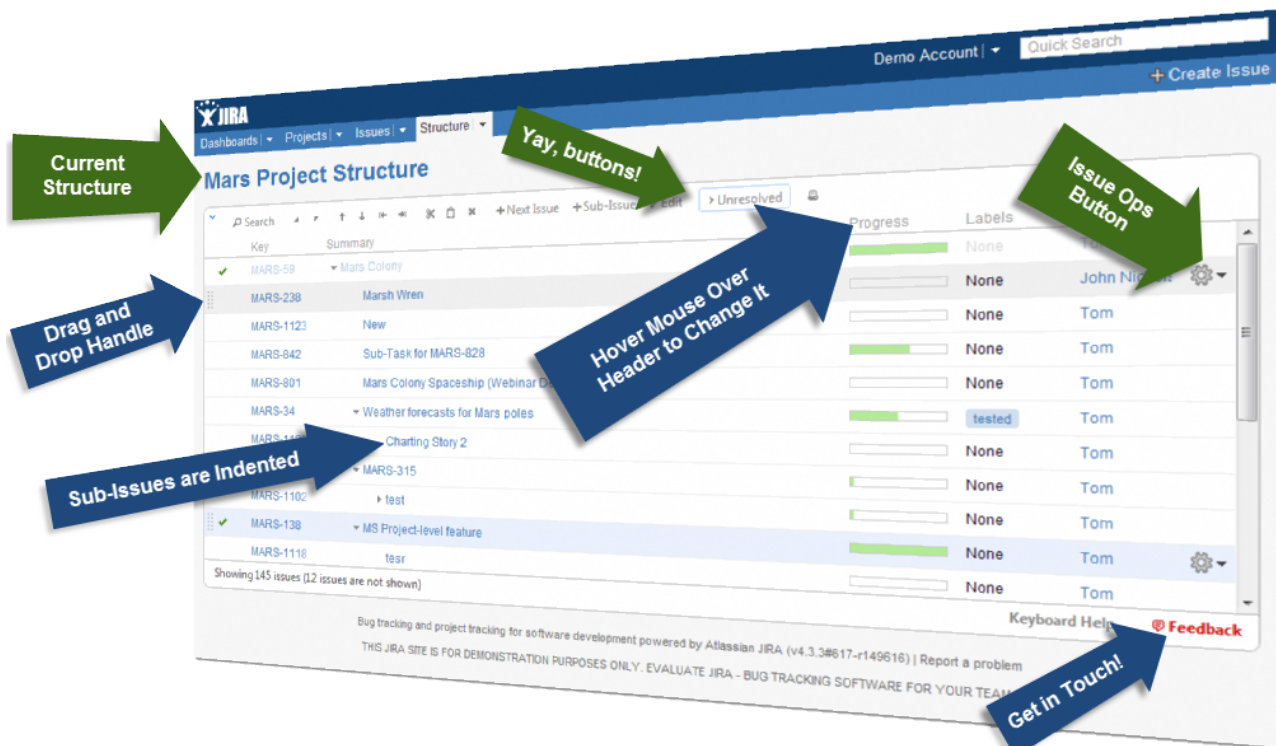 Demo Account
Quick Search
+ Create Issue
JIRA
Dashboards Projects Issues Structure
Current
Structure
Mars Project Structure
Yay, buttons!
Issue Ops
Button
Search
+Next Issue +Sub-Issue Edit
Unresolved
Key Summary Progress Labels
MARS-59 Mars Colony None
MARS-238 Marsh Wren None John
MARS-1123 New None Tom
MARS-842 Sub-Task for MARS-828 None Tom
MARS-801 Mars Colony Spaceship (Webinar None Tom
MARS-34 Weather forecasts for Mars poles tested Tom
Charting Story 2 None Tom
MARS-315 None Tom
MARS-1102 test None Tom
MARS-138 MS Project-level feature None Tom
MARS-1118 tesr None Tom
Drag and
Drop Handle
Hover Mouse Over
Header to Change It
Sub-Issues are Indented
Showing 145 issues (12 issues are not shown)
Keyboard Help
Feedback
Get in Touch!
Bug tracking and project tracking for software development powered by Atlassian JIRA (v4.3.3#617-r149616) | Report a problem
THIS JIRA SITE IS FOR DEMONSTRATION PURPOSES ONLY. EVALUATE JIRA - BUG TRACKING SOFTWARE FOR YOUR TEAM